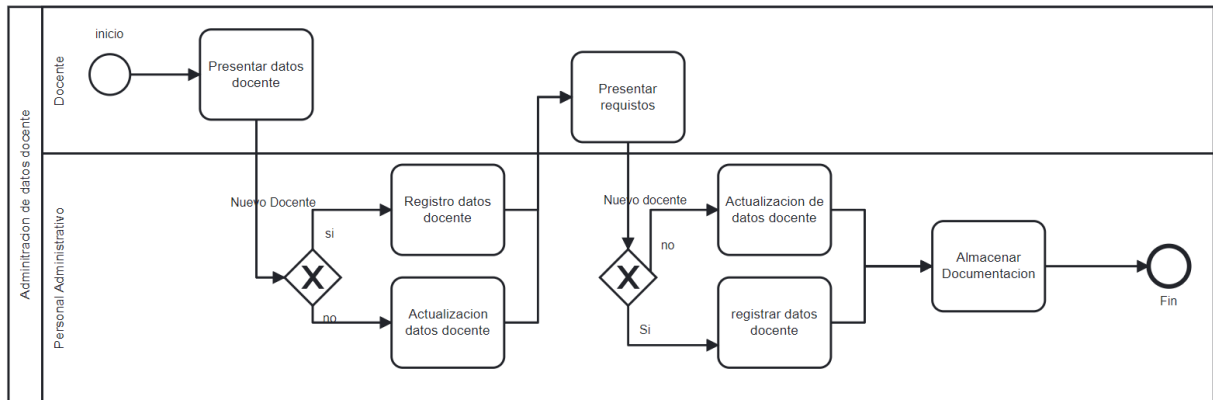 Adminitracion de datos docente
Docente
inicio
Presentar datos
docente
Presentar
requistos
Personal Administrativo
Nuevo Docente
si
no
Registro datos
docente
Actualizacion
datos docente
Nuevo docente
no
Si
Actualizacion de
datos docente
registrar datos
docente
Almacenar
Documentacion
Fin